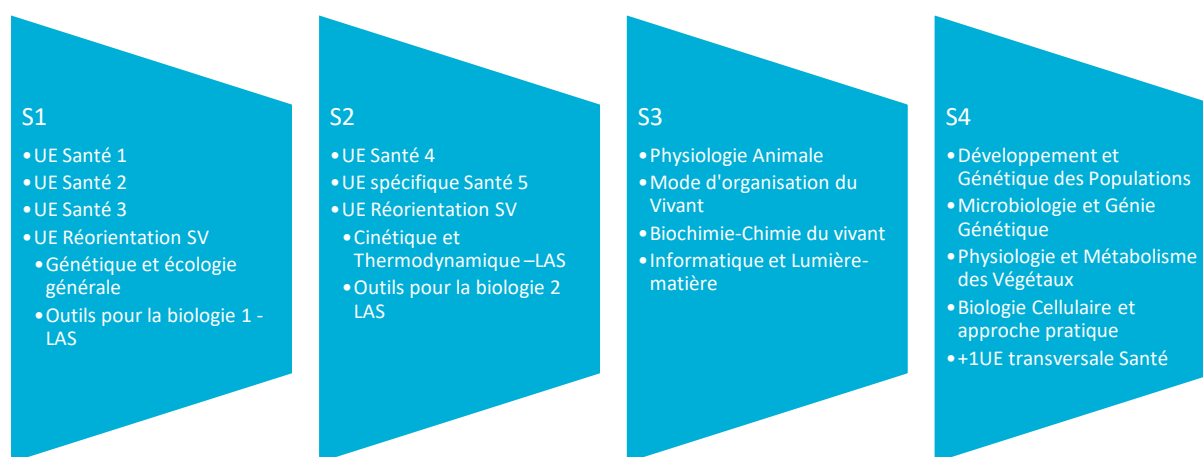 S1
•UE Santé 1
•UE Santé 2
•UE Santé 3
•UE Réorientation SV
•Génétique et écologie
générale
•Outils pour la biologie 1 -
LAS
S2
•UE Santé 4
•UE spécifique Santé 5
•UE Réorientation SV
•Cinétique et
Thermodynamique –LAS
•Outils pour la biologie 2
LAS
S3
•Physiologie Animale
•Mode d'organisation du
Vivant
•Biochimie-Chimie du vivant
•Informatique et Lumière-
matière
S4
•Développement et
Génétique des Populations
•Microbiologie et Génie
Génétique
•Physiologie et Métabolisme
des Végétaux
•Biologie Cellulaire et
approche pratique
•+1UE transversale Santé